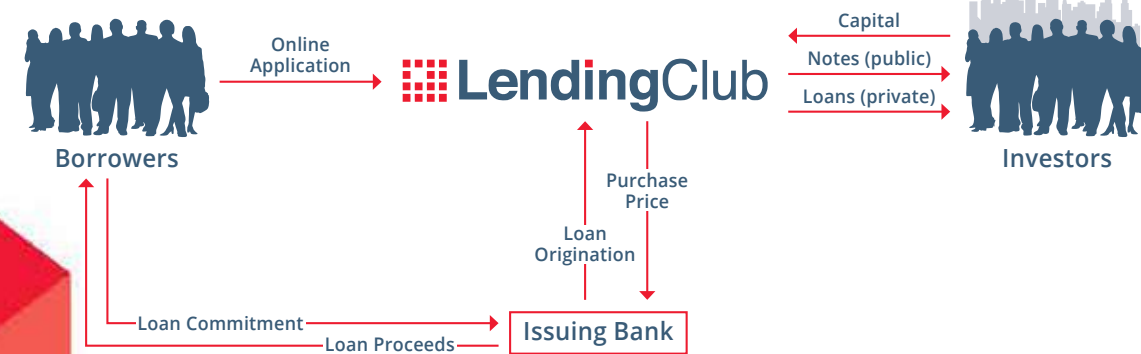 Capital
Online
Application
LendingClub
Notes (public)
Loans (private)
Borrowers
Investors
Purchase
Price
Loan
Origination
Loan Commitment
Issuing Bank
Loan Proceeds